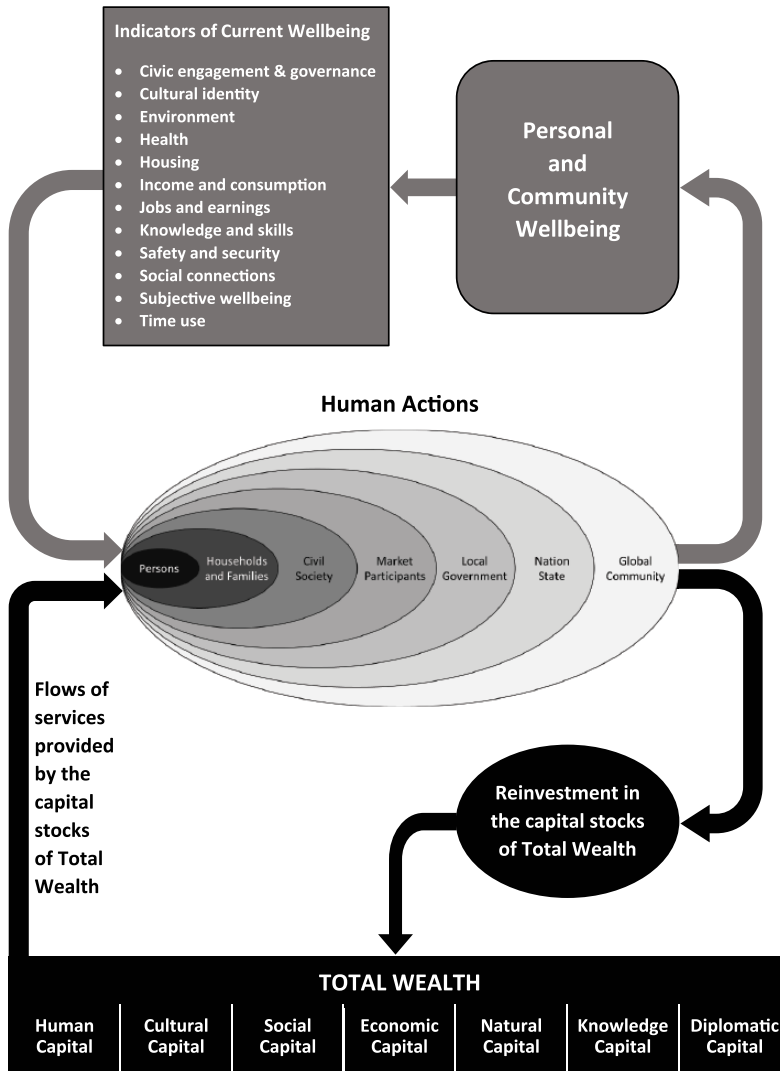 Indicators of Current Wellbeing
• Civic engagement & governance
• Cultural identity
• Environment
• Health
• Housing
• Income and consumption
• Jobs and earnings
• Knowledge and skills
• Safety and security
• Social connections
• Subjective wellbeing
• Time use
Personal
and
Community
Wellbeing
Human Actions
Persons
Households
and Families
Civil
Society
Market
Participants
Local
Government
Nation
State
Global
Community
Flows of
services
provided
by the
capital
stocks
of Total
Wealth
Reinvestment in
the capital stocks
of Total Wealth
TOTAL WEALTH
Human
Capital
Cultural
Capital
Social
Capital
Economic
Capital
Natural
Capital
Knowledge
Capital
Diplomatic
Capital